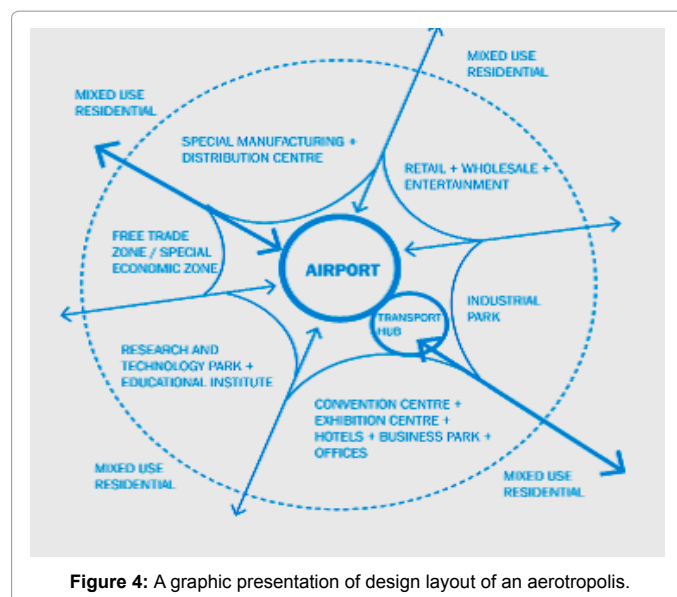 MIXED USE
RESIDENTIAL
MIXED USE
RESIDENTIAL
SPECIAL MANUFACTURING +
DISTRIBUTION CENTRE
RETAIL + WHOLESALE +
ENTERTAINMENT
FREE TRADE
ZONE / SPECIAL
ECONOMIC ZONE
AIRPORT
TRANSPORT
HUB
INDUSTRIAL
PARK
RESEARCH AND
TECHNOLOGY PARK +
EDUCATIONAL INSTITUTE
CONVENTION CENTRE +
EXHIBITION CENTRE +
HOTELS + BUSINESS PARK +
OFFICES
MIXED USE
RESIDENTIAL
MIXED USE
RESIDENTIAL
Figure 4: A graphic presentation of design layout of an aerotropolis.